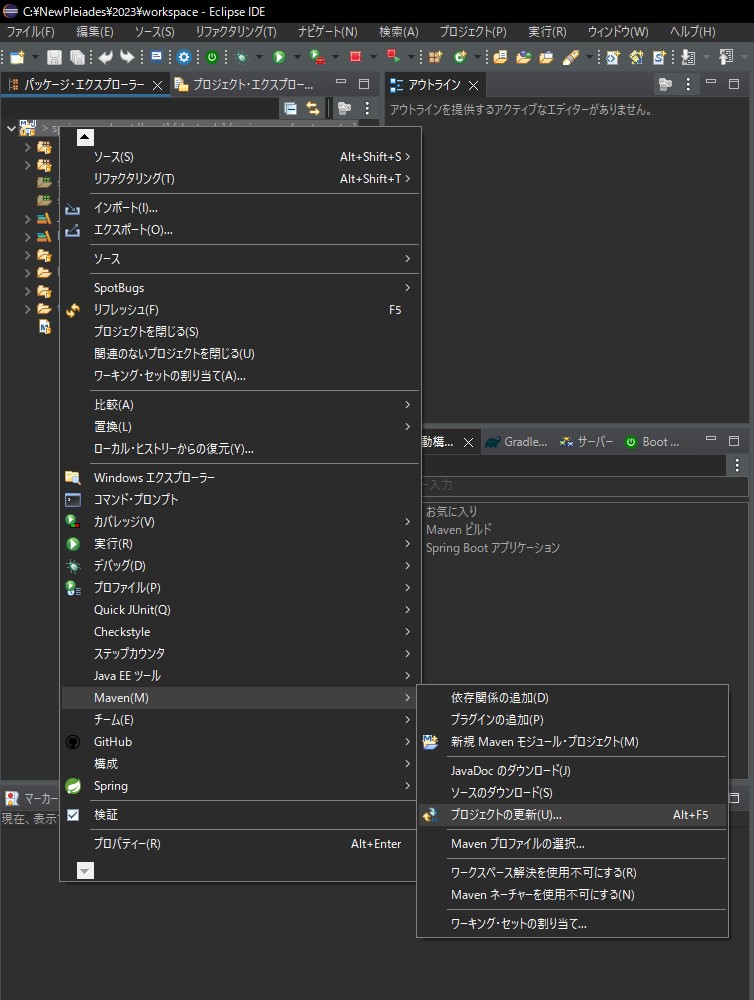 C:¥NewPleiades¥2023¥workspace - Eclipse IDE
ファイル(F) 編集(E) ソース(S) リファクタリング(T) ナビゲート(N) 検索(A) プロジェクト(P) 実行(R) ウィンドウ(W) ヘルプ(H)
パッケージ・エクスプローラー プロジェクト・エクスプロー...
アウトライン
アウトラインを提供するアクティブなエディターがありません。
ソース(S) Alt+Shift+S
リファクタリング(T) Alt+Shift+T
インポート(I)...
エクスポート(O)...
ソース
SpotBugs
リフレッシュ(F) F5
プロジェクトを閉じる(S)
関連のないプロジェクトを閉じる(U)
ワーキング・セットの割り当て(A)...
比較(A)
置換(L)
ローカル・ヒストリーからの復元(Y)...
Windows エクスプローラー
コマンド・プロンプト
カバレッジ(V)
実行(R)
デバッグ(D)
プロファイル(P)
Quick JUnit(Q)
Checkstyle
ステップカウンタ
Java EE ツール
Maven(M)
チーム(E)
GitHub
構成
Spring
検証
プロパティー(R) Alt+Enter
動構... Gradle... サーバー Boot ...
ー入力
お気に入り
Maven ビルド
Spring Boot アプリケーション
依存関係の追加(D)
プラグインの追加(P)
新規 Maven モジュール・プロジェクト(M)
JavaDoc のダウンロード(J)
ソースのダウンロード(S)
プロジェクトの更新(U)... Alt+F5
Maven プロファイルの選択...
ワークスペース解決を使用不可にする(R)
Maven ネーチャーを使用不可にする(N)
ワーキング・セットの割り当て...
マーカー
現在、表示